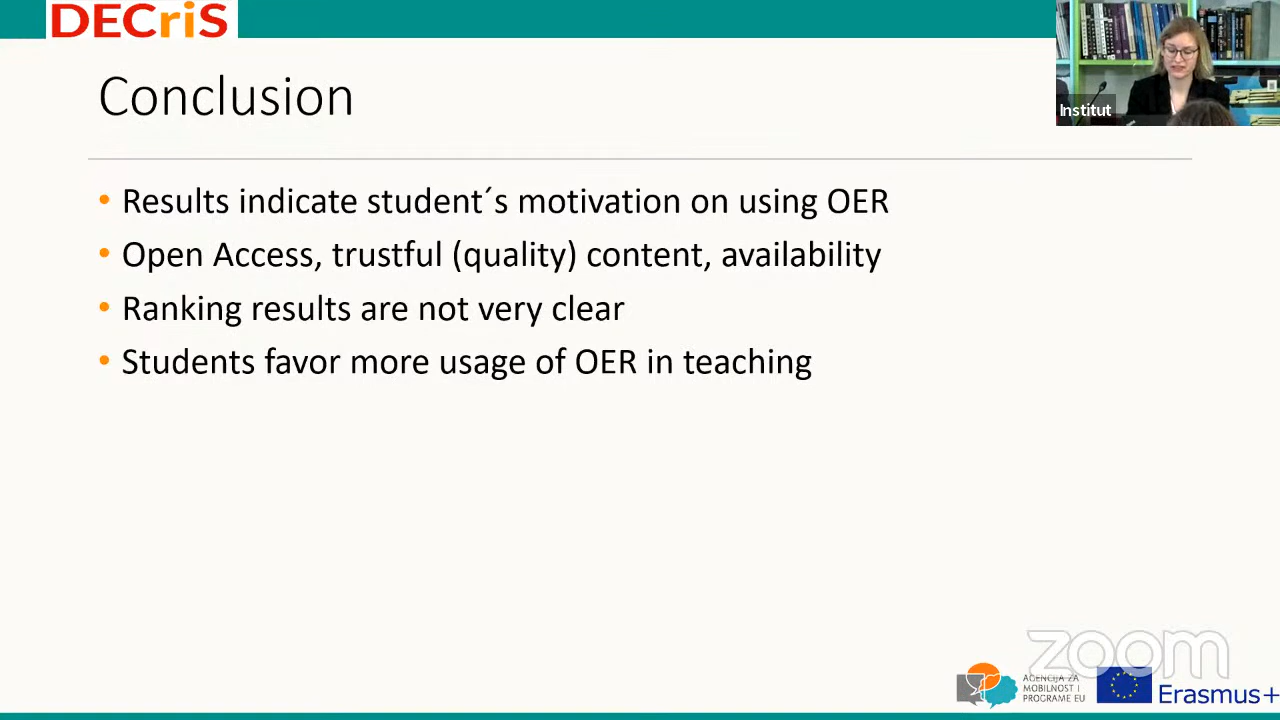 DECriS
Institut
Conclusion
• Results indicate student´s motivation on using OER
• Open Access, trustful (quality) content, availability
• Ranking results are not very clear
• Students favor more usage of OER in teaching
zoom
AGENCIJA ZA
MOBILNOST I
PROGRAME EU
Erasmus+